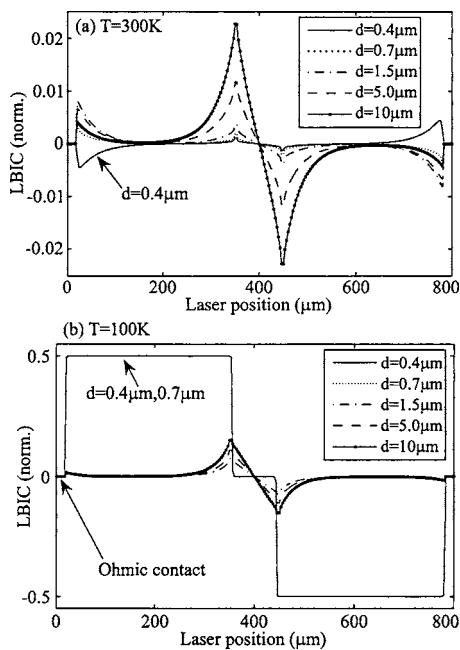 (a) T=300K
d=0.4μm
d=0.7μm
d=1.5μm
d=5.0μm
d=10μm
0.02
0.01
0
-0.01
-0.02
LBIC (norm.)
d=0.4μm
0
200
400
600
800
Laser position (μm)
(b) T=100K
d=0.4μm
d=0.7μm
d=1.5μm
d=5.0μm
d=10μm
0.5
0
-0.5
LBIC (norm.)
d=0.4μm,0.7μm
Ohmic contact
0
200
400
600
800
Laser position (μm)